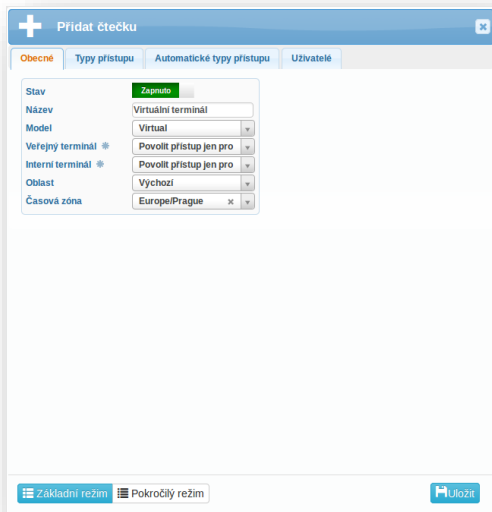 Přidat čtečku
Obecné Typy přístupu Automatické typy přístupu Uživatelé
Stav Zapnuto
Název Virtuální terminál
Model Virtual
Veřejný terminál Povolit přístup jen pro
Interní terminál Povolit přístup jen pro
Oblast Výchozí
Časová zóna Europe/Prague
Základní režim Pokročilý režim Uložit